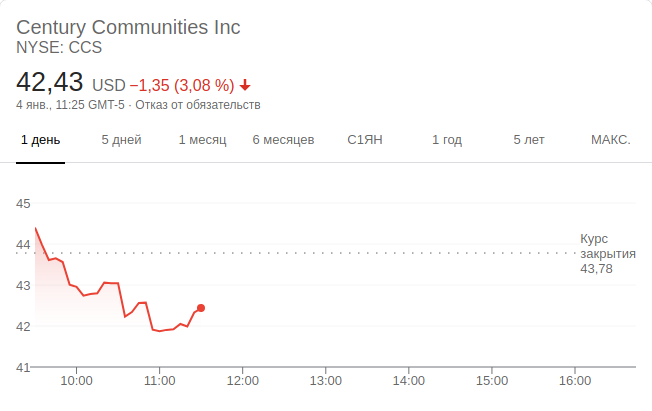 Century Communities Inc
NYSE: CCS
42,43 USD −1,35 (3,08 %)
4 янв., 11:25 GMT-5 · Отказ от обязательств
1 день 5 дней 1 месяц 6 месяцев С1ЯН 1 год 5 лет МАКС.
45
44
43
42
41
Курс
закрытия
43,78
10:00 11:00 12:00 13:00 14:00 15:00 16:00